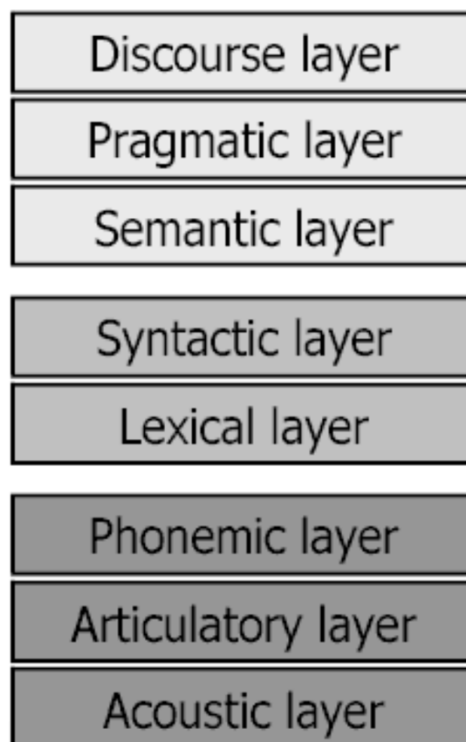 Discourse layer
Pragmatic layer
Semantic layer
Syntactic layer
Lexical layer
Phonemic layer
Articulatory layer
Acoustic layer